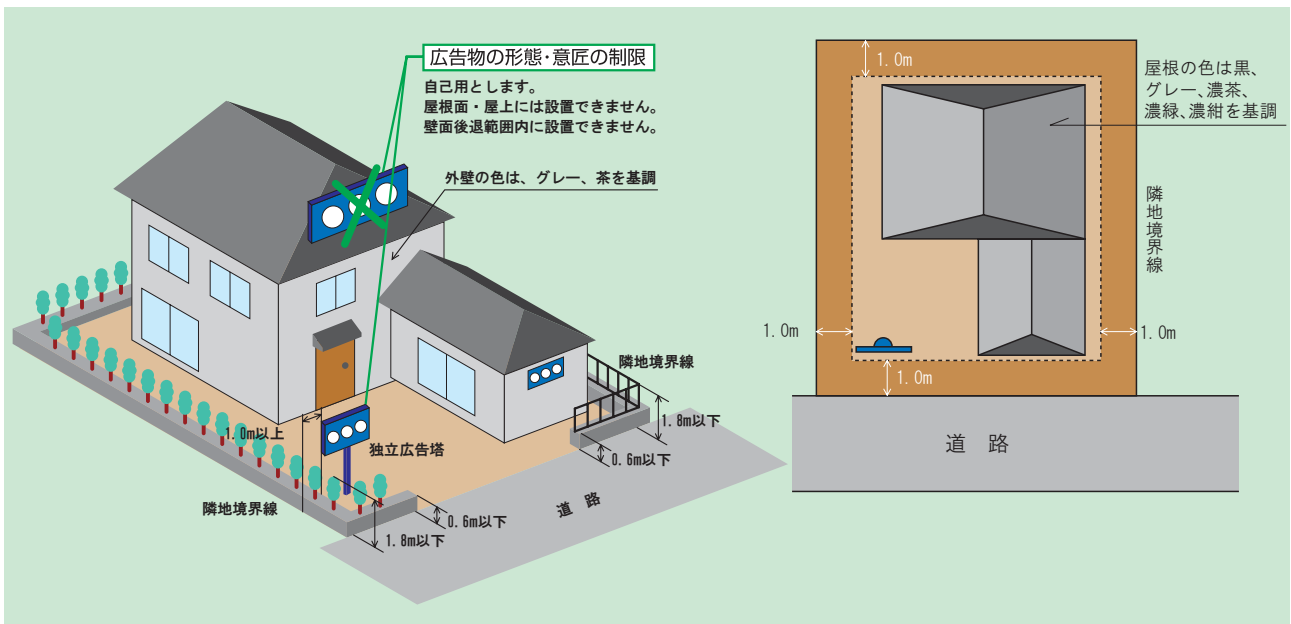 広告物の形態・意匠の制限
自己用とします。
屋根面・屋上には設置できません。
壁面後退範囲内に設置できません。
外壁の色は、グレー、茶を基調
隣地境界線
1.8m以下
0.6m以下
1.0m以上
独立広告塔
隣地境界線
0.6m以下
1.8m以下
道路
1.0m
屋根の色は黒、
グレー、濃茶、
濃緑、濃紺を基調
隣地境界線
1.0m
1.0m
1.0m
道 路